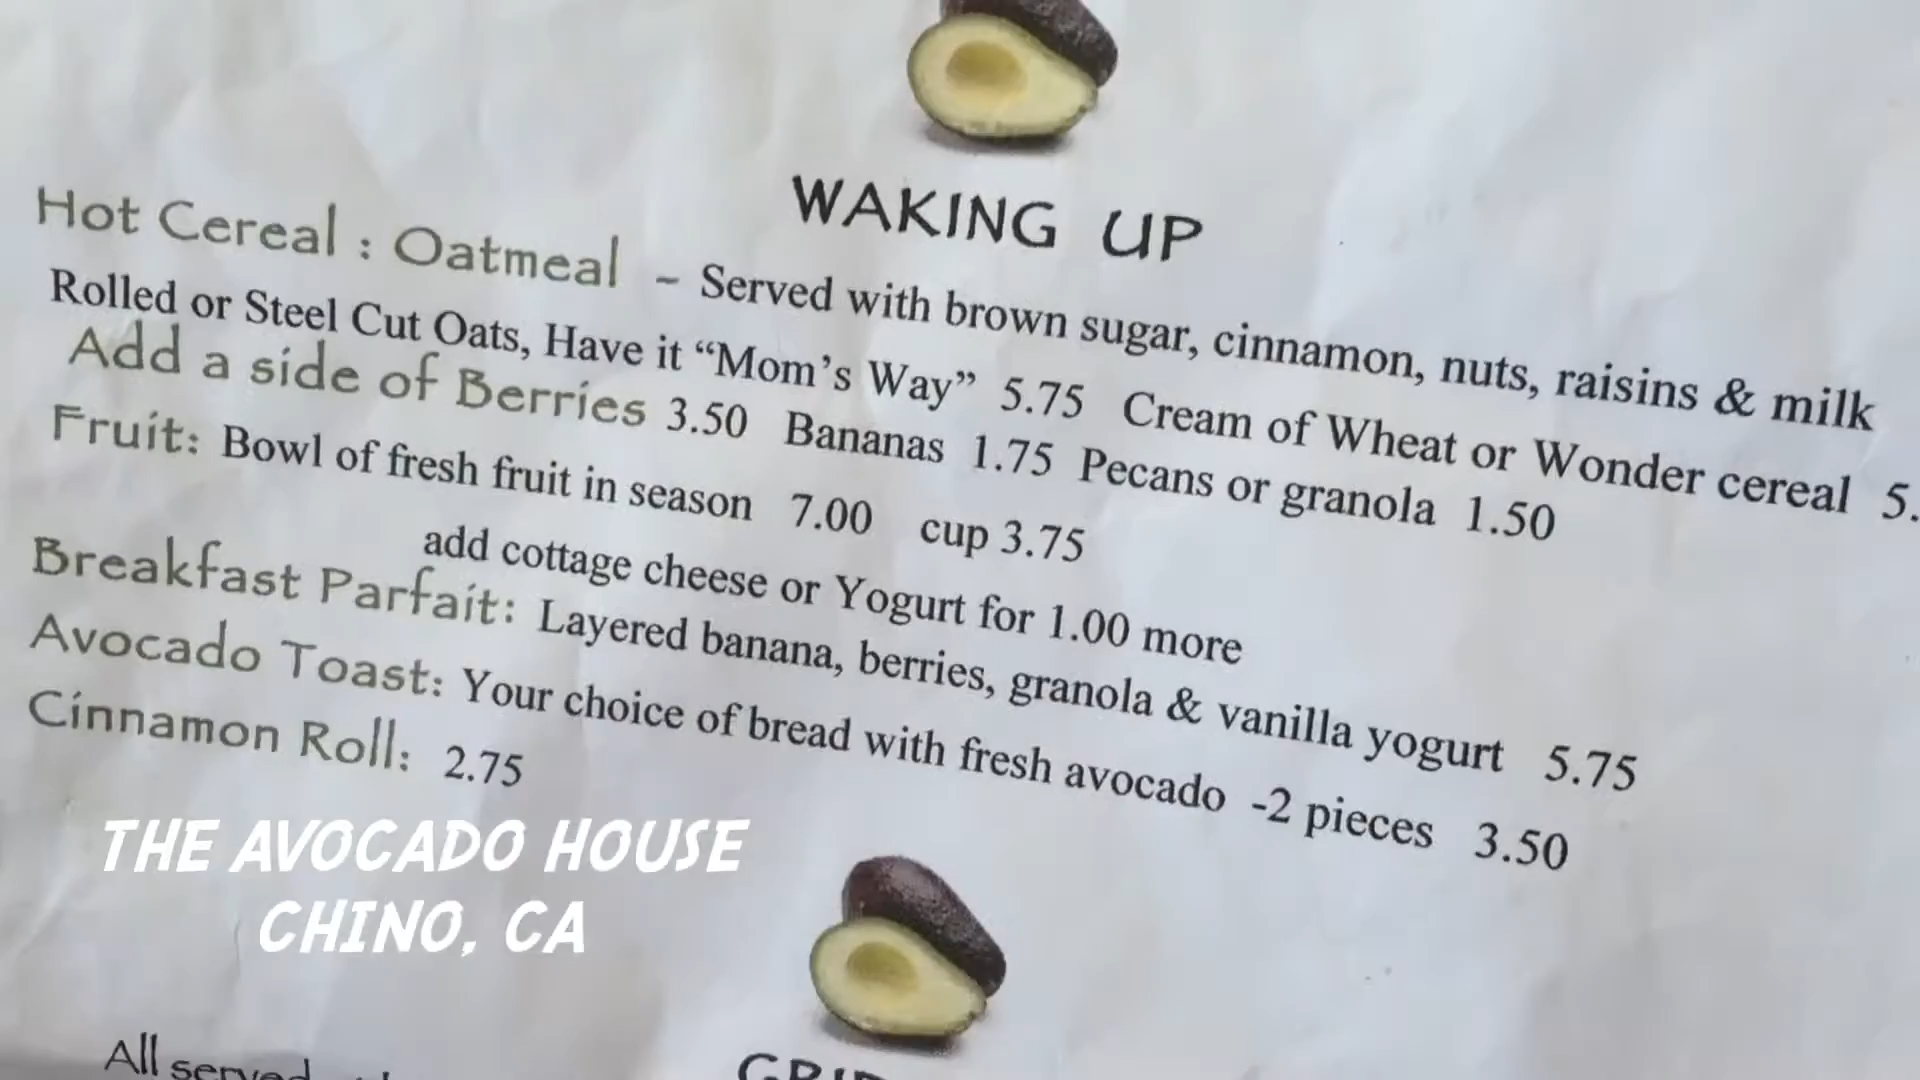 WAKING UP
Hot Cereal : Oatmeal – Served with brown sugar, cinnamon, nuts, raisins & milk
Rolled or Steel Cut Oats, Have it “Mom’s Way” 5.75 Cream of Wheat or Wonder cereal 5.
Add a side of Berries 3.50 Bananas 1.75 Pecans or granola 1.50
Fruit: Bowl of fresh fruit in season 7.00 cup 3.75
add cottage cheese or Yogurt for 1.00 more
Breakfast Parfait: Layered banana, berries, granola & vanilla yogurt 5.75
Avocado Toast: Your choice of bread with fresh avocado -2 pieces 3.50
Cinnamon Roll: 2.75
THE AVOCADO HOUSE
CHINO, CA
All served